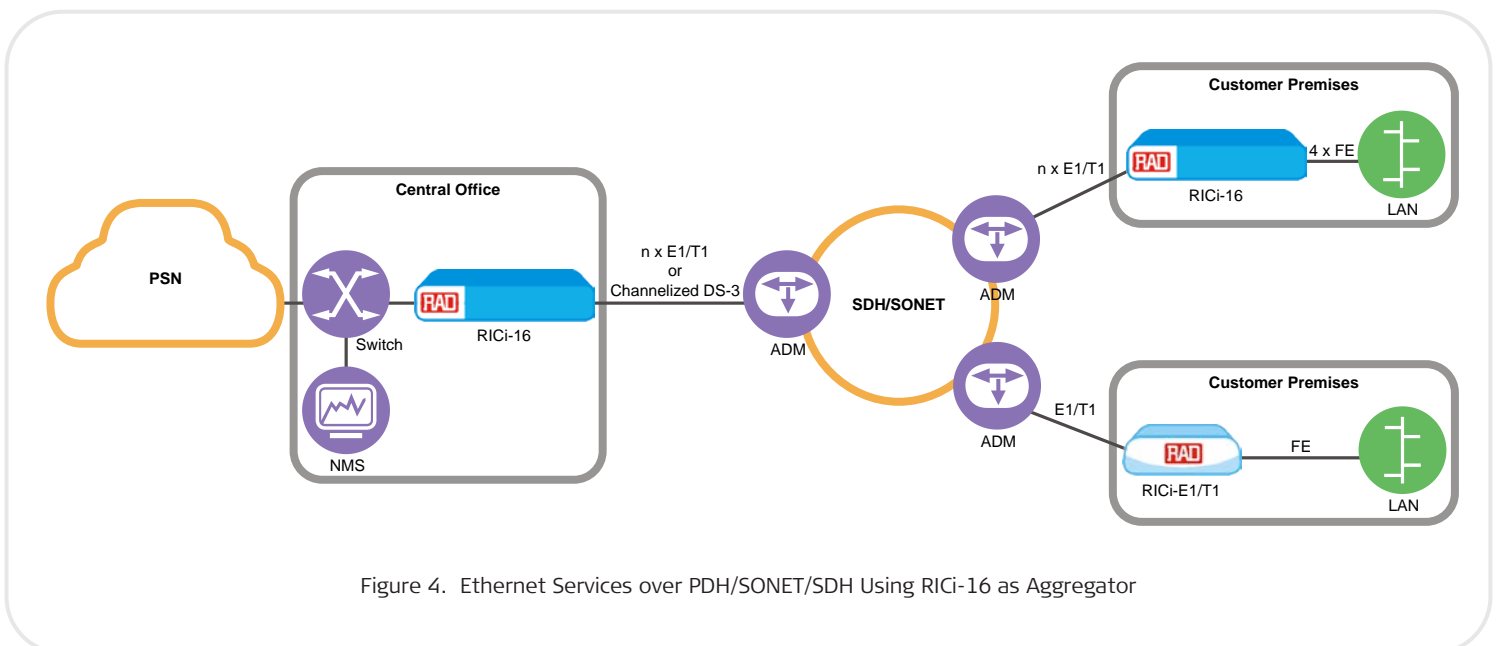 Customer Premises
RAD
RICi-16
4 x FE
LAN
n x E1/T1
Central Office
PSN
Switch
RAD
RICi-16
NMS
n x E1/T1
or
Channelized DS-3
ADM
SDH/SONET
ADM
ADM
E1/T1
Customer Premises
RAD
RICi-E1/T1
FE
LAN
Figure 4. Ethernet Services over PDH/SONET/SDH Using RICi-16 as Aggregator